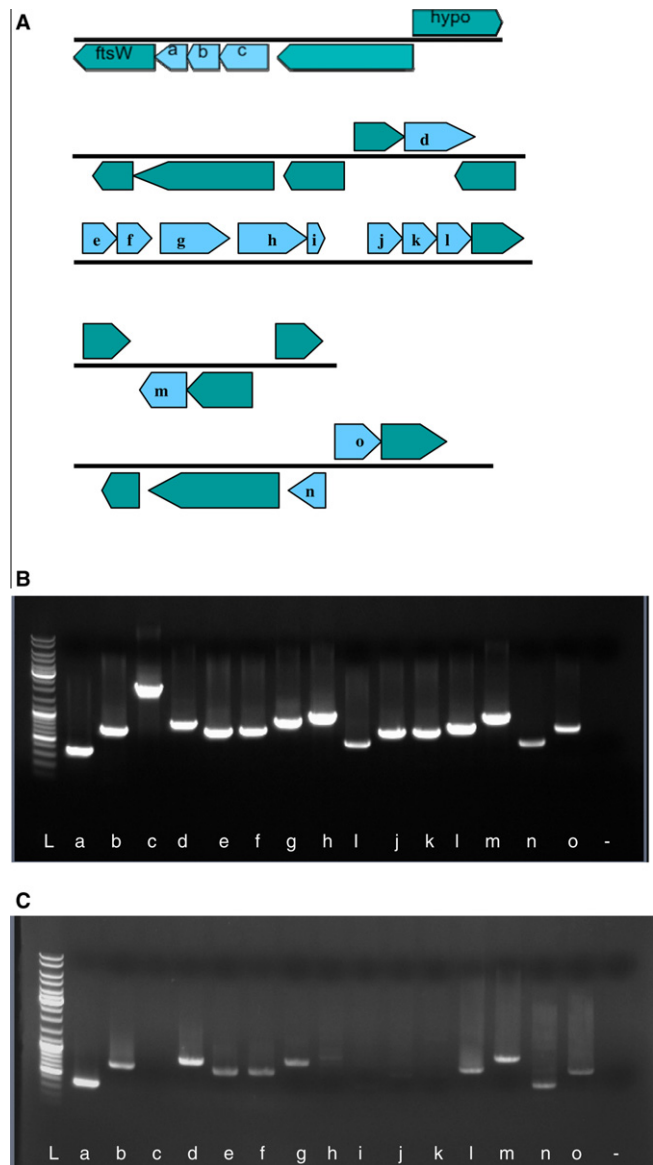 A
hypo
ftsW a b c
d
e f g h i j k l
m
o
n
B
L a b c d e f g h I j k l m n o -
C
L a b c d e f g h i j k l m n o -